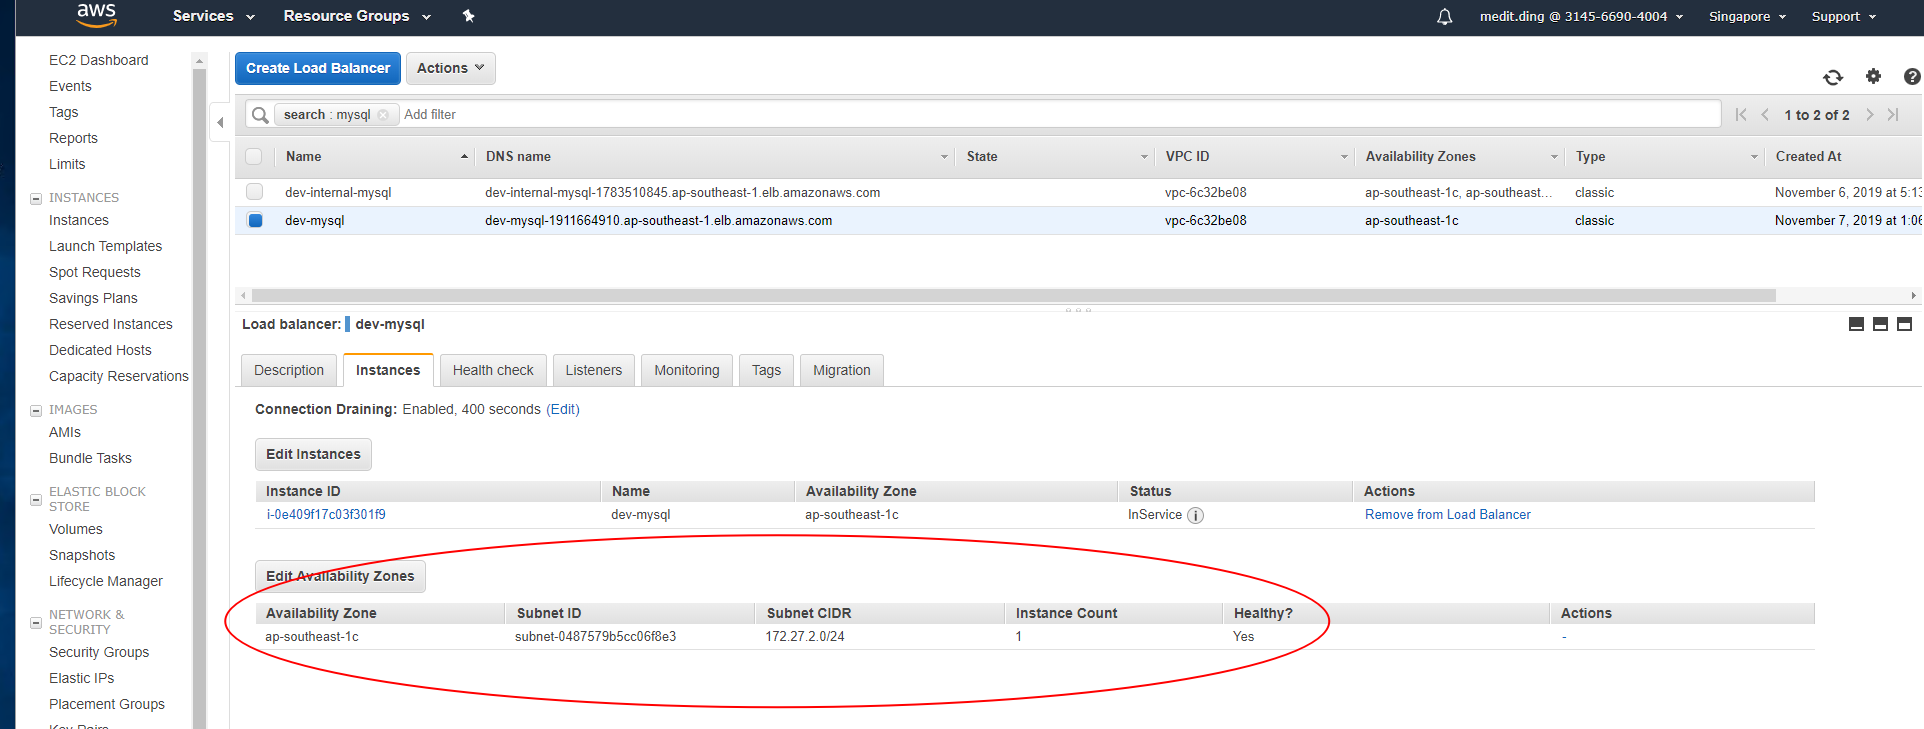 aws Services Resource Groups medit.ding @ 3145-6690-4004 Singapore Support
EC2 Dashboard
Events
Tags
Reports
Limits
INSTANCES
Instances
Launch Templates
Spot Requests
Savings Plans
Reserved Instances
Dedicated Hosts
Capacity Reservations
IMAGES
AMIs
Bundle Tasks
ELASTIC BLOCK
STORE
Volumes
Snapshots
Lifecycle Manager
NETWORK &
SECURITY
Security Groups
Elastic IPs
Placement Groups
Key Pairs
Create Load Balancer Actions
search : mysql Add filter 1 to 2 of 2
Name DNS name State VPC ID Availability Zones Type Created At
dev-internal-mysql dev-internal-mysql-1783510845.ap-southeast-1.elb.amazonaws.com vpc-6c32be08 ap-southeast-1c, ap-southeast... classic November 6, 2019 at 5:13
dev-mysql dev-mysql-1911664910.ap-southeast-1.elb.amazonaws.com vpc-6c32be08 ap-southeast-1c classic November 7, 2019 at 1:06
Load balancer: dev-mysql
Description Instances Health check Listeners Monitoring Tags Migration
Connection Draining: Enabled, 400 seconds (Edit)
Edit Instances
Instance ID Name Availability Zone Status Actions
i-0e409f17c03f301f9 dev-mysql ap-southeast-1c InService Remove from Load Balancer
Edit Availability Zones
Availability Zone Subnet ID Subnet CIDR Instance Count Healthy? Actions
ap-southeast-1c subnet-0487579b5cc06f8e3 172.27.2.0/24 1 Yes -